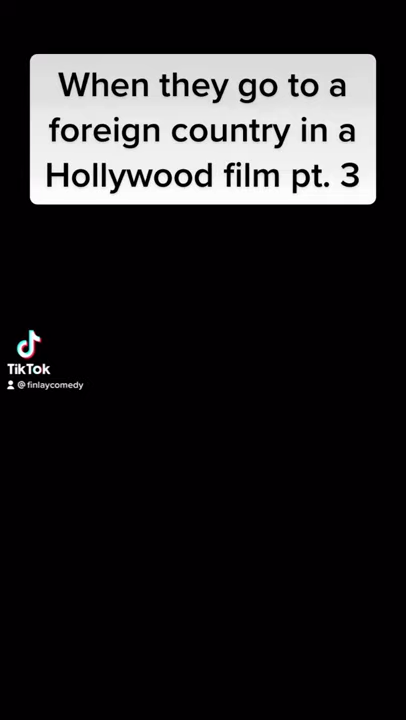 When they go to a
foreign country in a
Hollywood film pt. 3
TikTok
@finlaycomedy